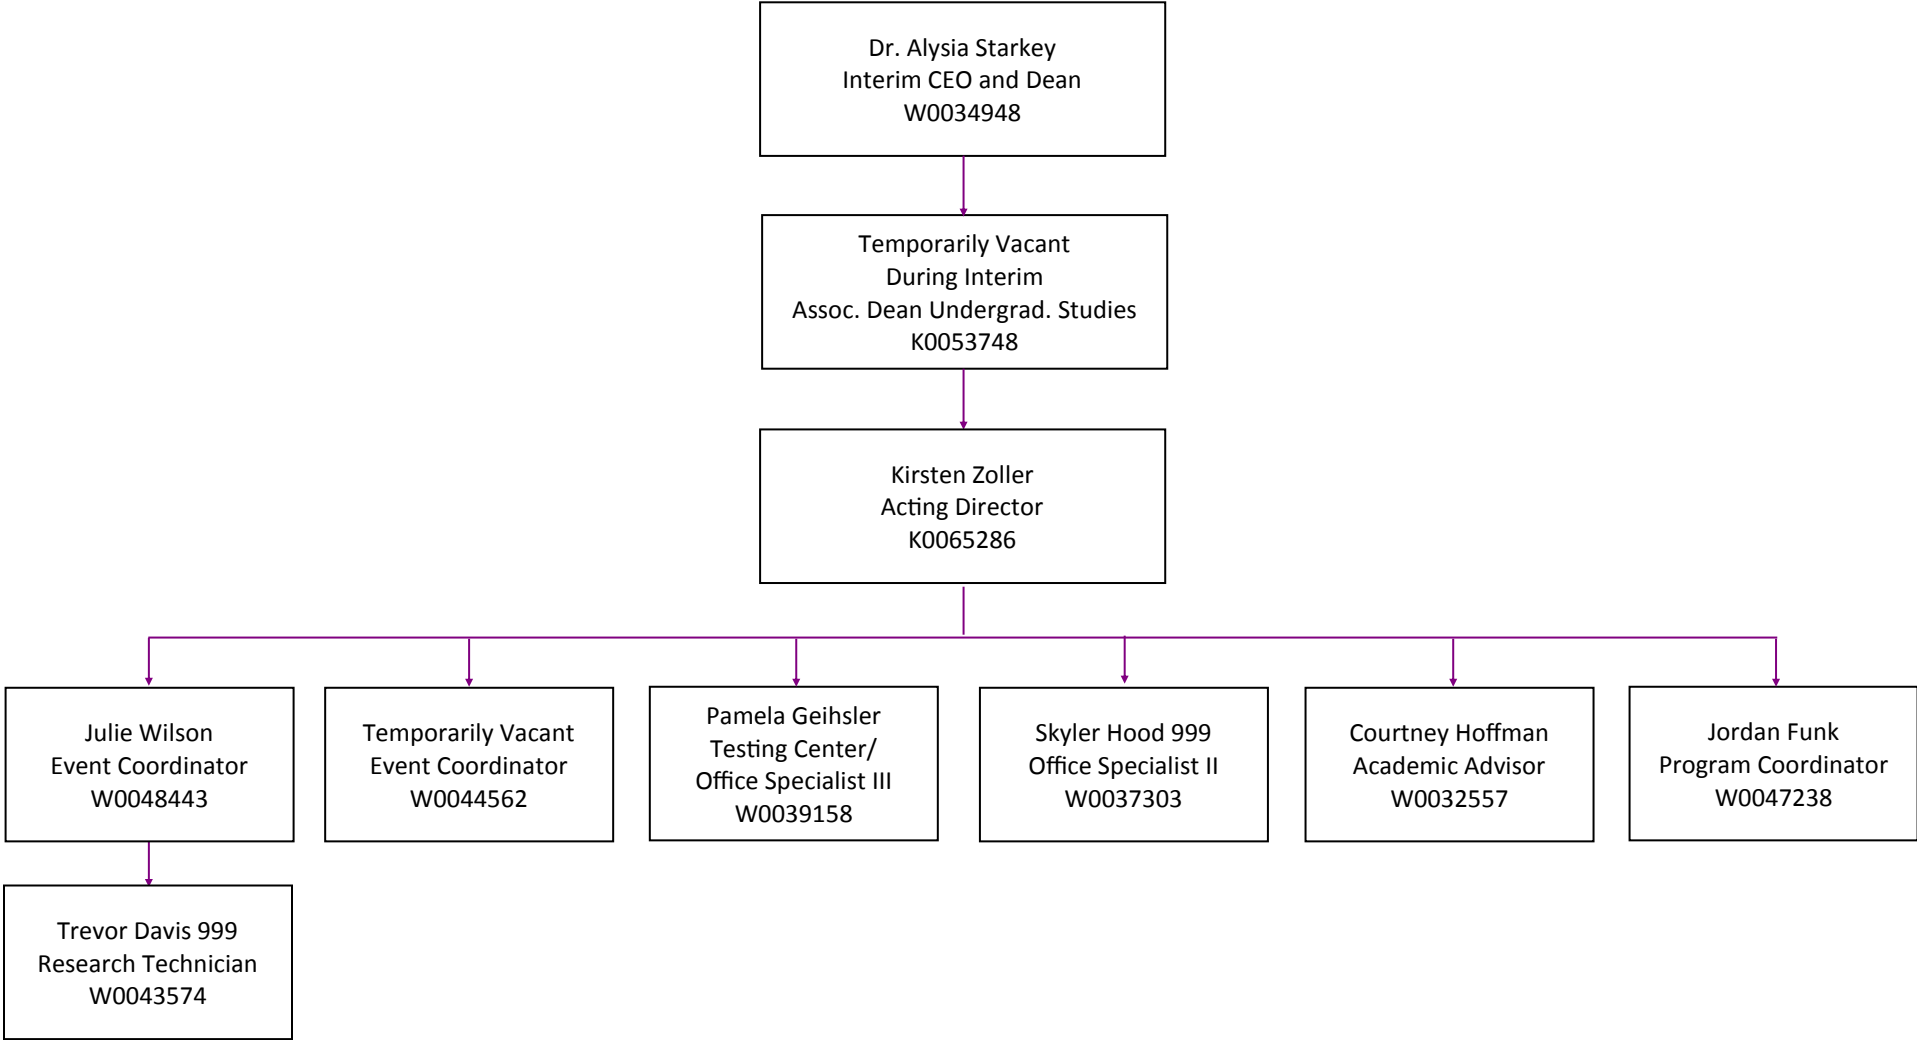 Dr. Alysia Starkey
Interim CEO and Dean
W0034948
Temporarily Vacant
During Interim
Assoc. Dean Undergrad. Studies
K0053748
Kirsten Zoller
Acting Director
K0065286
Julie Wilson
Event Coordinator
W0048443
Temporarily Vacant
Event Coordinator
W0044562
Pamela Geihsler
Testing Center/
Office Specialist III
W0039158
Skyler Hood 999
Office Specialist II
W0037303
Courtney Hoffman
Academic Advisor
W0032557
Jordan Funk
Program Coordinator
W0047238
Trevor Davis 999
Research Technician
W0043574